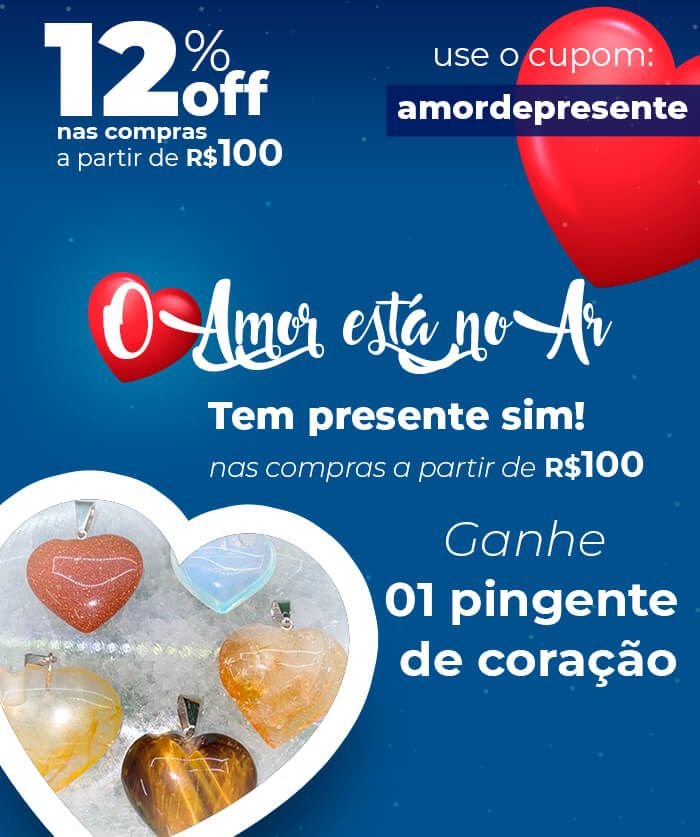 12% off
nas compras
a partir de R$100
use o cupom:
amordepresente
O Amor está no Ar
Tem presente sim!
nas compras a partir de R$100
Ganhe
01 pingente
de coração